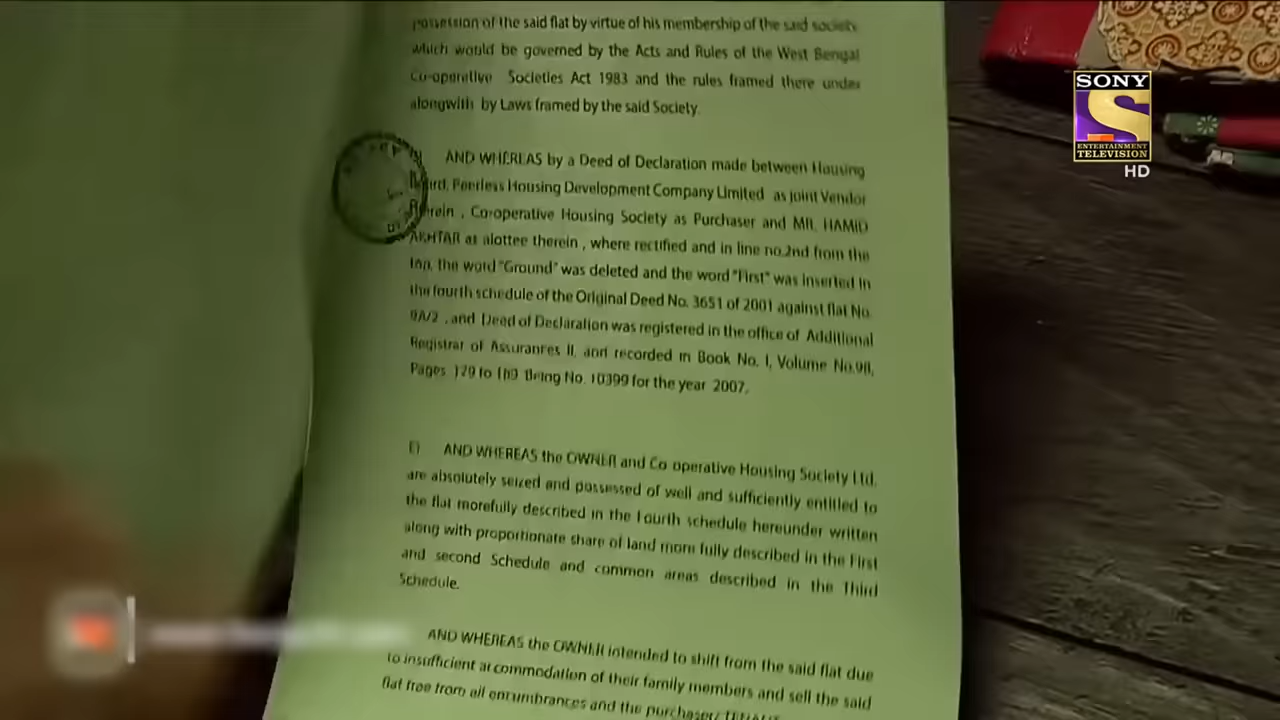 possession of the said flat by virtue of his membership of the said society
which would be governed by the Acts and Rules of the West Bengal
Co-operative Societies Act 1983 and the rules framed there under
alongwith by Laws framed by the said Society.
AND WHEREAS by a Deed of Declaration made between Housing
Peerless Housing Development Company Limited as joint Vendor
Co-operative Housing Society as Purchaser and MR. HAMID
AKHTAR as alottee therein , where rectified and in line no.2nd from the
the word "Ground" was deleted and the word "First" was inserted in
the fourth schedule of the Original Deed No. 3651 of 2001 against flat No
9A/2 , and Deed of Declaration was registered in the office of Additional
Registrar of Assurances II, and recorded in Book No. I, Volume
Pages Being No. 10399 for the year 2007.
AND WHEREAS the OWNER and Co operative Housing Society Ltd.
are absolutely seized and possessed of well and sufficiently entitled to
the flat morefully described in the Fourth schedule hereunder written
along with proportionate share of land more fully described in the First
and second Schedule and common areas described in the Third
Schedule.
AND WHEREAS the OWNER intended to shift from the said flat due
to insufficient accommodation of their family members and sell the said
flat free from all encumbrances and the
SONY
ENTERTAINMENT
TELEVISION
HD